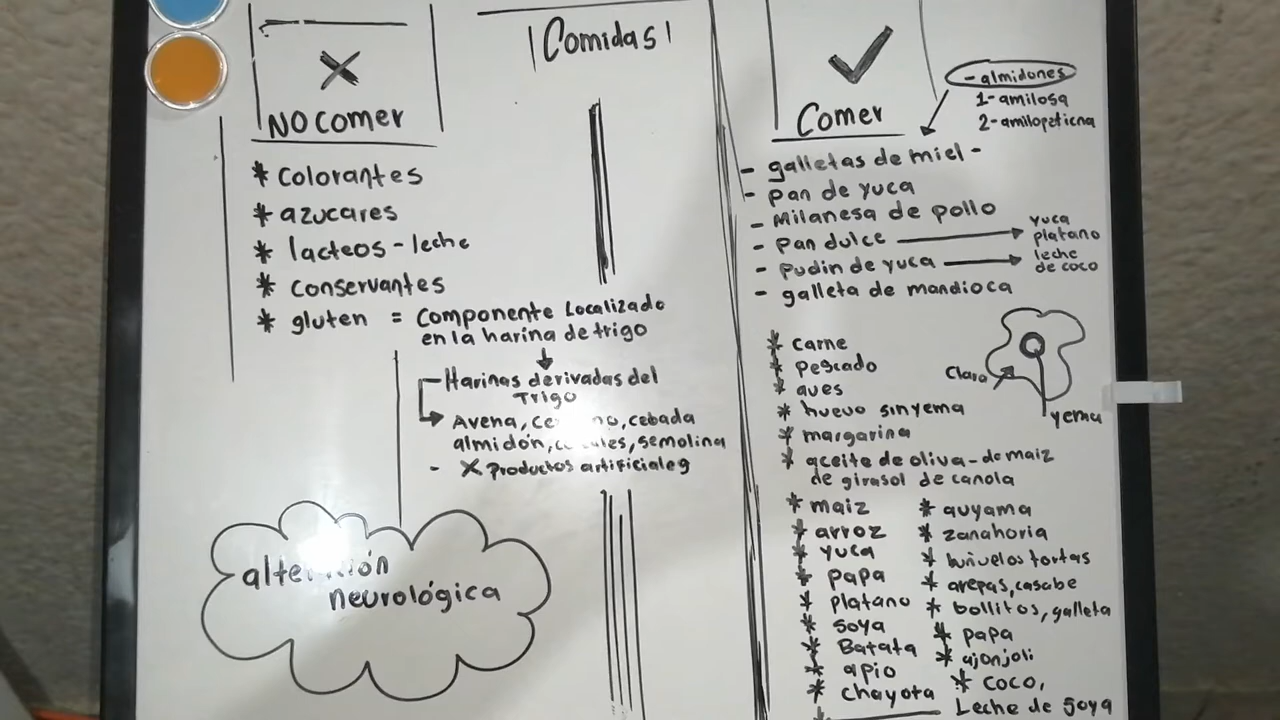 |Comidas|
NO COMER
* colorantes
* azucares
* lacteos - leche
* conservantes
* gluten = Componente Localizado
en la harina de trigo
Harinas derivadas del
Trigo
Avena, cebada
almidón, semolina
- X Productos artificiales
neurológica
Comer
- almidones
1- amilosa
2- amilopeticna
- galletas de miel -
- pan de yuca
- Milanesa de pollo
- pan dulce
- pudin de yuca
yuca
platano
leche
de coco
- galleta de mandioca
* carne
* pescado
* aves
* huevo sin yema
* margarina
* aceite de oliva - de maiz
de girasol de canola
Clara
yema
* maiz
* arroz
* yuca
* papa
* platano
* soya
* Batata
* apio
* chayota
* auyama
* zanahoria
* buñuelos tortas
* arepas, casabe
* bollitos, galleta
* papa
* ajonjoli
* coco,
Leche de soya